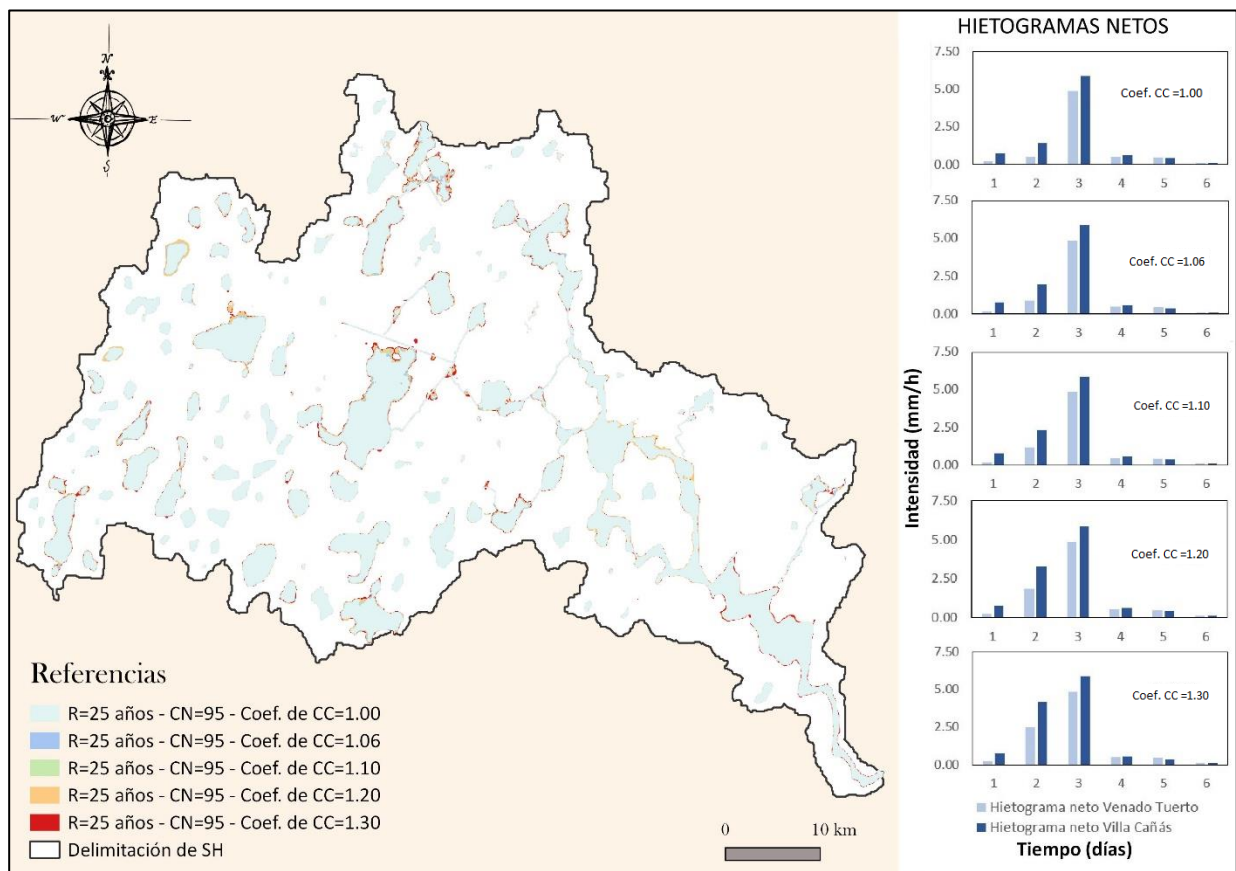 N
W
E
S
Referencias
R=25 años - CN=95 - Coef. de CC=1.00
R=25 años - CN=95 - Coef. de CC=1.06
R=25 años - CN=95 - Coef. de CC=1.10
R=25 años - CN=95 - Coef. de CC=1.20
R=25 años - CN=95 - Coef. de CC=1.30
Delimitación de SH
0 10 km
HIETOGRAMAS NETOS
Intensidad (mm/h)
7.50
5.00
2.50
0.00
Coef. CC =1.00
1 2 3 4 5 6
7.50
5.00
2.50
0.00
Coef. CC =1.06
1 2 3 4 5 6
7.50
5.00
2.50
0.00
Coef. CC =1.10
1 2 3 4 5 6
7.50
5.00
2.50
0.00
Coef. CC =1.20
1 2 3 4 5 6
7.50
5.00
2.50
0.00
Coef. CC =1.30
1 2 3 4 5 6
Hietograma neto Venado Tuerto
Hietograma neto Villa Cañás
Tiempo (días)